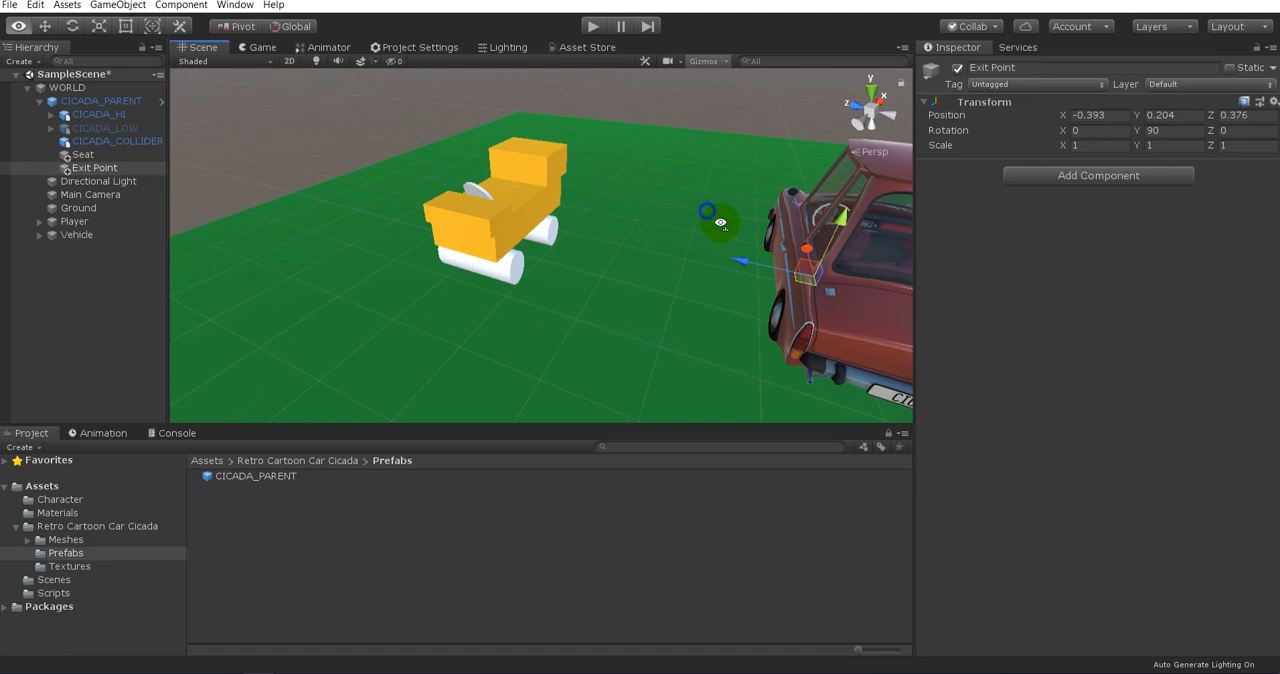 File Edit Assets GameObject Component Window Help
Pivot Global Collab Account Layers Layout
Hierarchy Scene Game Animator Project Settings Lighting Asset Store Inspector Services
Create All Shaded 2D 0 Gizmos All Exit Point Static
SampleScene* Tag Untagged Layer Default
WORLD
CICADA_PARENT Transform
CICADA_HI Position X -0.393 Y 0.204 Z 0.376
CICADA_LOW Rotation X 0 Y 90 Z 0
CICADA_COLLIDER Scale X 1 Y 1 Z 1
Seat
Exit Point Add Component
Directional Light
Main Camera
Ground
Player
Vehicle
y
x
z
Persp
Project Animation Console
Create
Favorites Assets > Retro Cartoon Car Cicada > Prefabs
CICADA_PARENT
Assets
Character
Materials
Retro Cartoon Car Cicada
Meshes
Prefabs
Textures
Scenes
Scripts
Packages
Auto Generate Lighting On